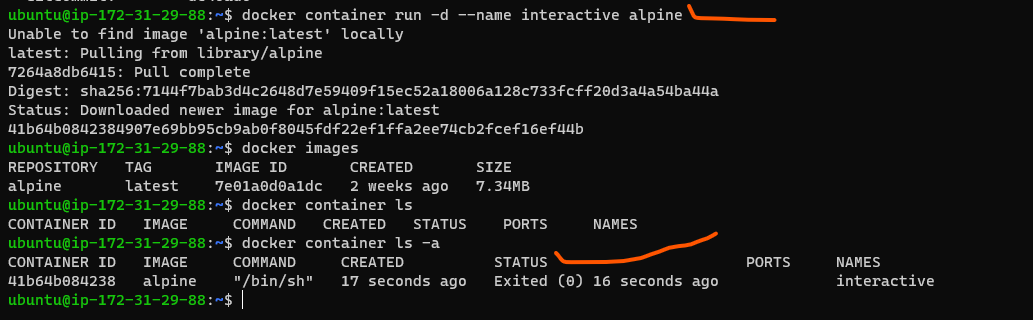 ubuntu@ip-172-31-29-88:~$ docker container run -d --name interactive alpine
Unable to find image 'alpine:latest' locally
latest: Pulling from library/alpine
7264a8db6415: Pull complete
Digest: sha256:7144f7bab3d4c2648d7e59409f15ec52a18006a128c733fcff20d3a4a54ba44a
Status: Downloaded newer image for alpine:latest
41b64b0842384907e69bb95cb9ab0f8045fdf22ef1ffa2ee74cb2fcef16ef44b
ubuntu@ip-172-31-29-88:~$ docker images
REPOSITORY TAG IMAGE ID CREATED SIZE
alpine latest 7e01a0d0a1dc 2 weeks ago 7.34MB
ubuntu@ip-172-31-29-88:~$ docker container ls
CONTAINER ID IMAGE COMMAND CREATED STATUS PORTS NAMES
ubuntu@ip-172-31-29-88:~$ docker container ls -a
CONTAINER ID IMAGE COMMAND CREATED STATUS PORTS NAMES
41b64b084238 alpine "/bin/sh" 17 seconds ago Exited (0) 16 seconds ago interactive
ubuntu@ip-172-31-29-88:~$